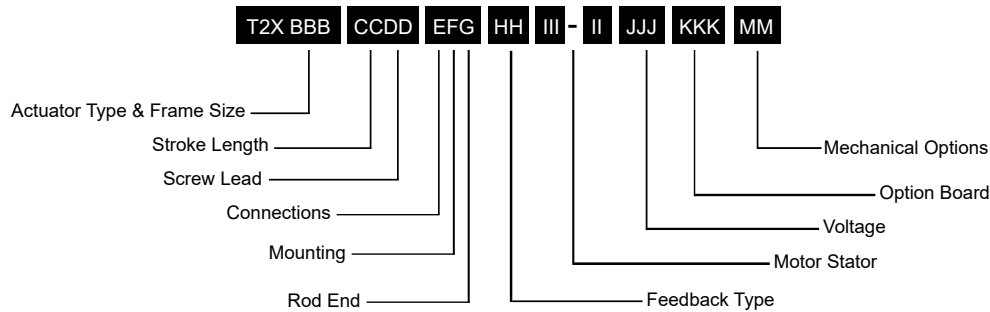 T2X BBB CCDD EFG HH III - II JJJ KKK MM
Actuator Type & Frame Size
Stroke Length
Mechanical Options
Screw Lead
Option Board
Connections
Voltage
Mounting
Motor Stator
Rod End
Feedback Type